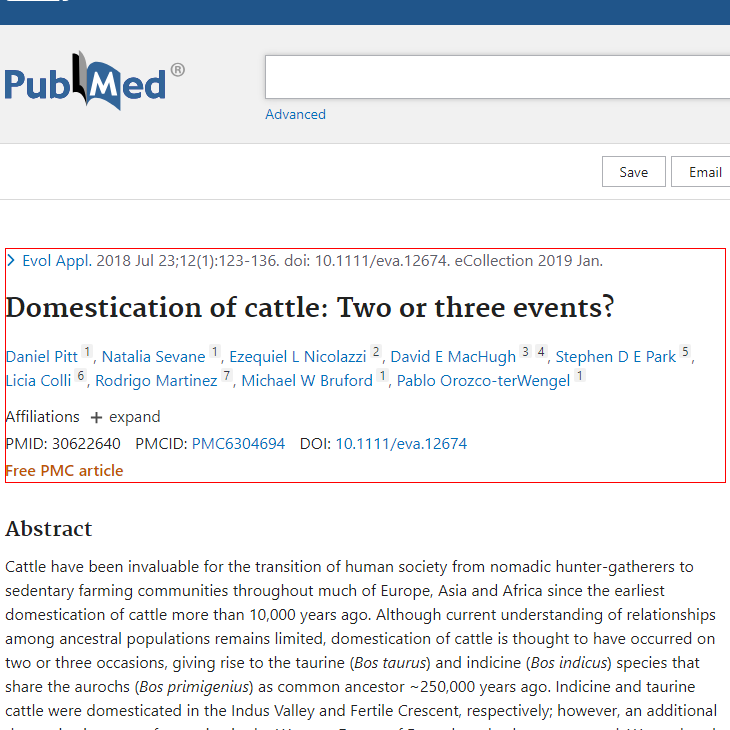 PubMed®
Advanced
Save Email
Evol Appl. 2018 Jul 23;12(1):123-136. doi: 10.1111/eva.12674. eCollection 2019 Jan.
Domestication of cattle: Two or three events?
Daniel Pitt 1, Natalia Sevane 1, Ezequiel L Nicolazzi 2, David E MacHugh 3 4, Stephen D E Park 5,
Licia Colli 6, Rodrigo Martinez 7, Michael W Bruford 1, Pablo Orozco-terWengel 1
Affiliations + expand
PMID: 30622640 PMCID: PMC6304694 DOI: 10.1111/eva.12674
Free PMC article
Abstract
Cattle have been invaluable for the transition of human society from nomadic hunter-gatherers to
sedentary farming communities throughout much of Europe, Asia and Africa since the earliest
domestication of cattle more than 10,000 years ago. Although current understanding of relationships
among ancestral populations remains limited, domestication of cattle is thought to have occurred on
two or three occasions, giving rise to the taurine (Bos taurus) and indicine (Bos indicus) species that
share the aurochs (Bos primigenius) as common ancestor ~250,000 years ago. Indicine and taurine
cattle were domesticated in the Indus Valley and Fertile Crescent, respectively; however, an additional